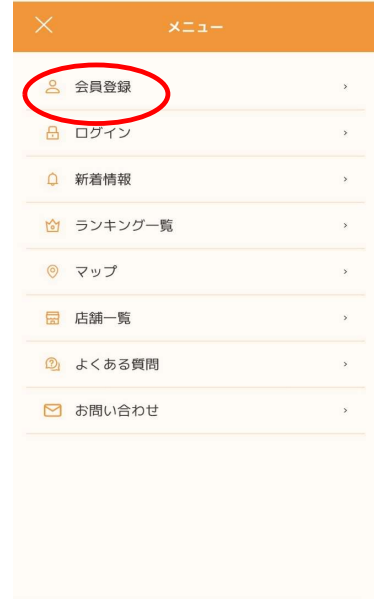 メニュー
会員登録
ログイン
新着情報
ランキング一覧
マップ
店舗一覧
よくある質問
お問い合わせ